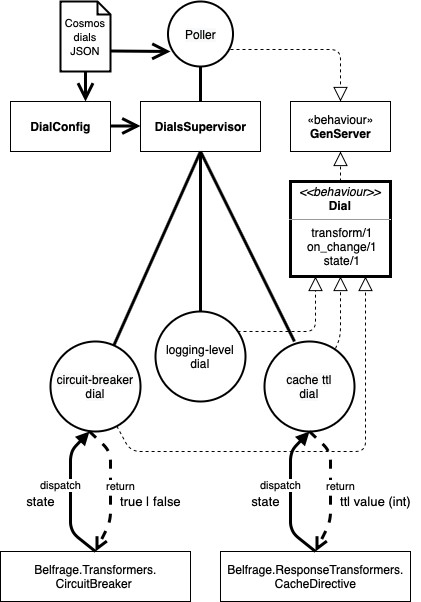 Cosmos
dials
JSON
Poller
DialConfig
DialsSupervisor
«behaviour»
GenServer
<<behaviour>>
Dial
transform/1
on_change/1
state/1
logging-level
dial
circuit-breaker
dial
cache ttl
dial
dispatch
state
return
true | false
dispatch
state
return
ttl value (int)
Belfrage.Transformers.
CircuitBreaker
Belfrage.ResponseTransformers.
CacheDirective